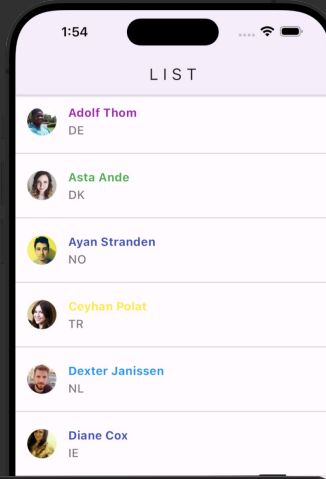 1:54
LIST
Adolf Thom
DE
Asta Ande
DK
Ayan Stranden
NO
Ceyhan Polat
TR
Dexter Janissen
NL
Diane Cox
IE